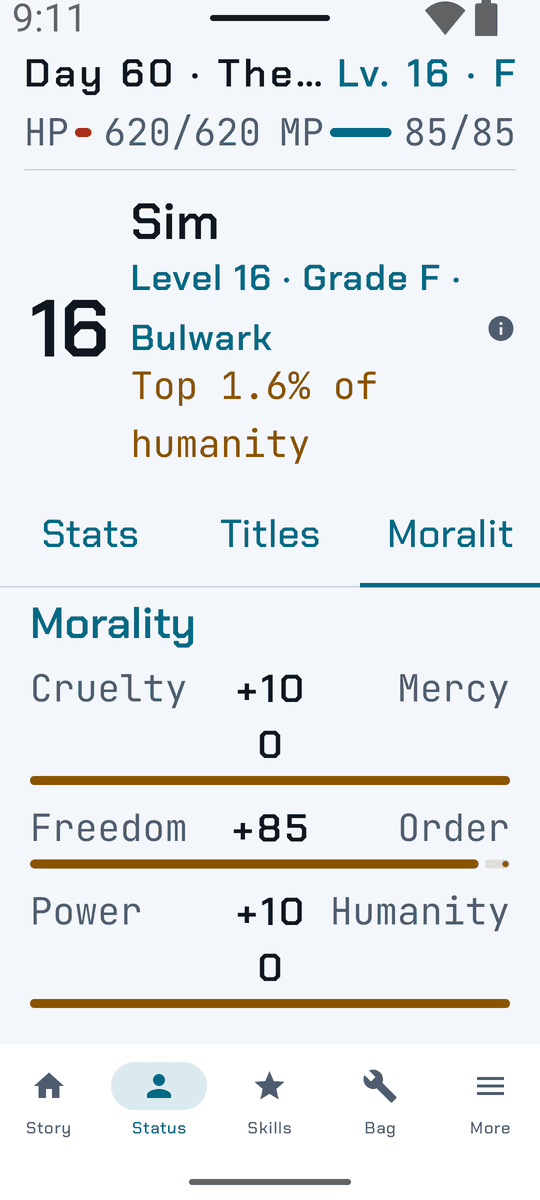 9:11
Day 60 · The… Lv. 16 · F
HP 620/620 MP 85/85
Sim
Level 16 · Grade F ·
Bulwark
16
Top 1.6% of
humanity
Stats Titles Moralit
Morality
Cruelty +10 Mercy
0
Freedom +85 Order
Power +10 Humanity
0
Story Status Skills Bag More